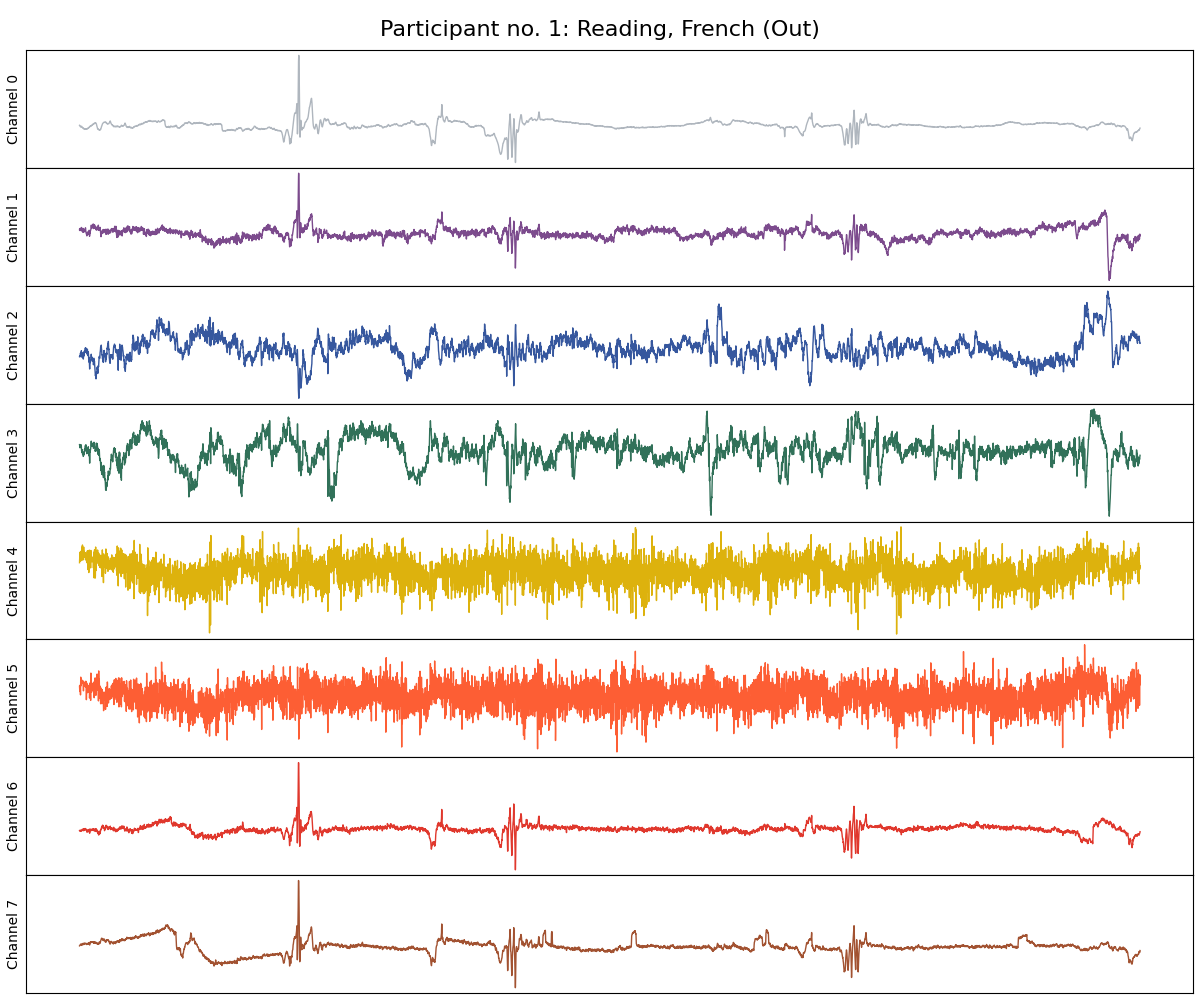 Participant no. 1: Reading, French (Out)
Channel 0
Channel 1
Channel 2
Channel 3
Channel 4
Channel 5
Channel 6
Channel 7